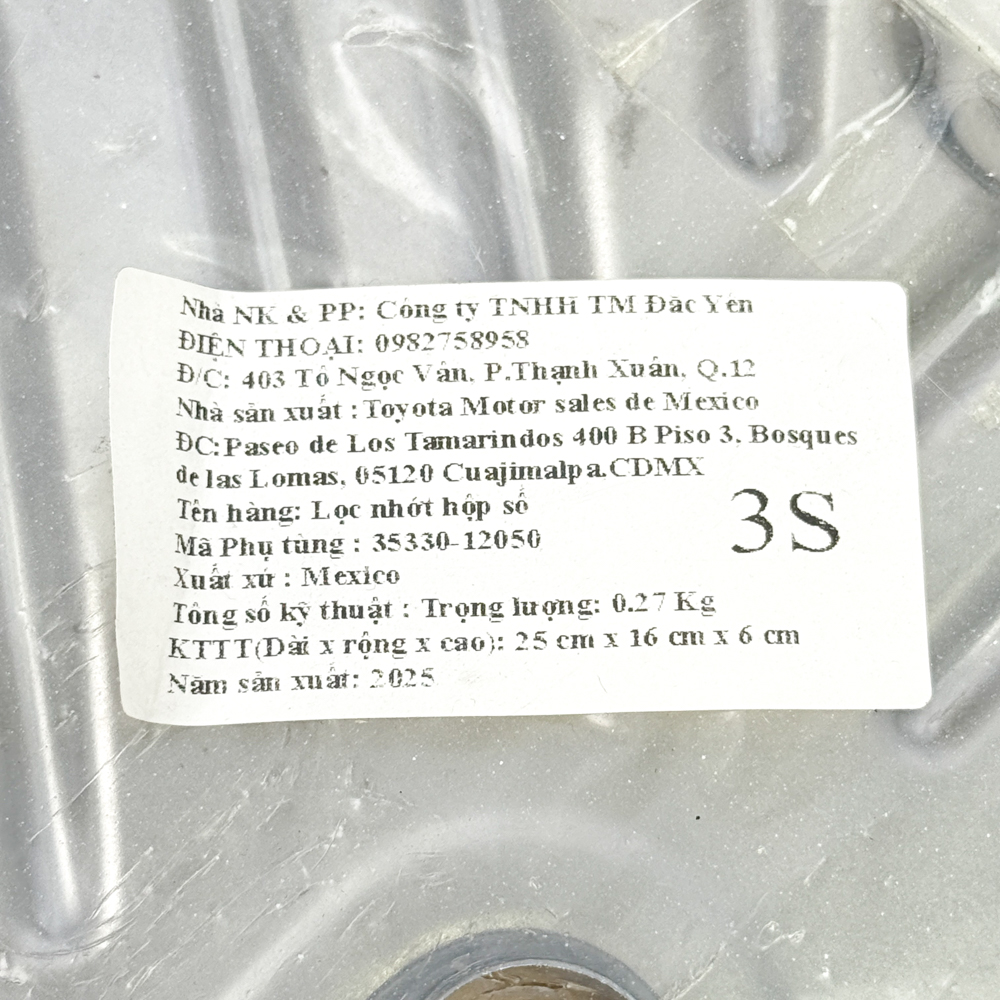 Nhà NK & PP: Công ty TNHH TM Đắc Yên
ĐIỆN THOẠI: 0982758958
Đ/C: 403 Tô Ngọc Vân, P.Thạnh Xuân, Q.12
Nhà sản xuất : Toyota Motor sales de Mexico
ĐC:Paseo de Los Tamarindos 400 B Piso 3, Bosques
de las Lomas, 05120 Cuajimalpa,CDMX
Tên hàng: Lọc nhớt hộp số
Mã Phụ tùng : 35330-12050
3S
Xuất xứ : Mexico
Tông số kỹ thuật : Trọng lượng: 0.27 Kg
KTTT(Dài x rộng x cao): 25 cm x 16 cm x 6 cm
Năm sản xuất: 2025